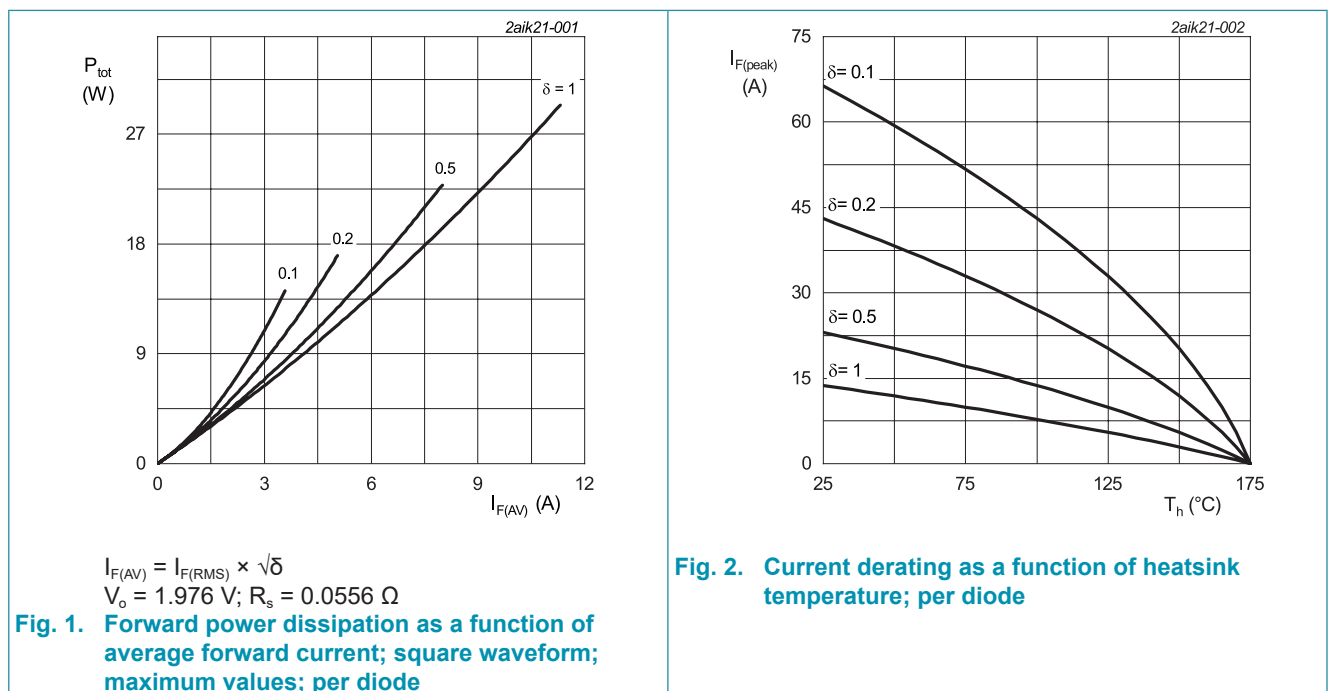 2aik21-001
P_tot
(W)
δ = 1
27
0.5
18
0.2
0.1
9
0
0 3 6 9 12
I_F(AV) (A)
I_F(AV) = I_F(RMS) × √δ
V_o = 1.976 V; R_s = 0.0556 Ω
Fig. 1. Forward power dissipation as a function of
average forward current; square waveform;
maximum values; per diode
2aik21-002
75
I_F(peak)
(A)
δ= 0.1
60
45
δ= 0.2
30
δ= 0.5
15
δ= 1
0
25 75 125 175
T_h (°C)
Fig. 2. Current derating as a function of heatsink
temperature; per diode